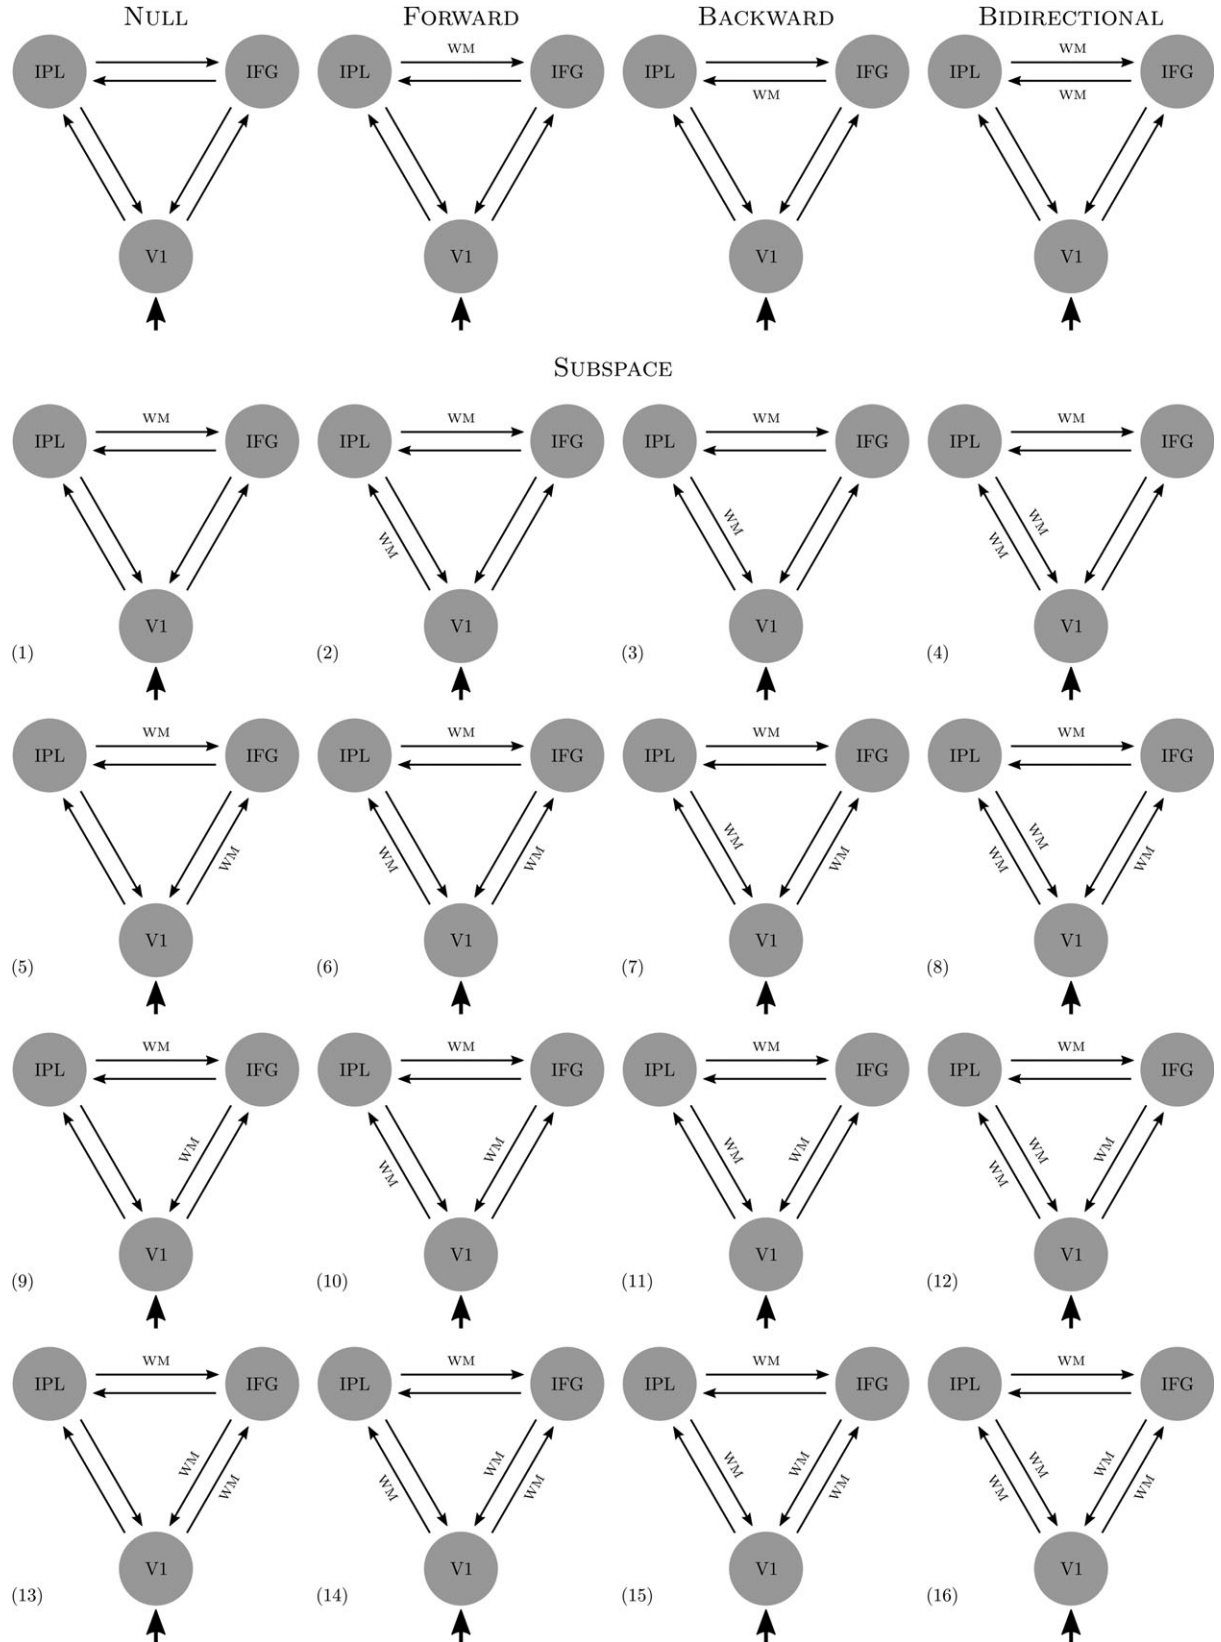 NULL FORWARD BACKWARD BIDIRECTIONAL
WM
IPL IFG IPL IFG IPL IFG IPL IFG
WM
WM
WM
V1 V1 V1 V1
SUBSPACE
WM WM WM WM
IPL IFG IPL IFG IPL IFG IPL IFG
WM WM WM WM
V1 V1 V1 V1
(1) (2) (3) (4)
WM WM WM WM
IPL IFG IPL IFG IPL IFG IPL IFG
WM WM WM WM WM WM WM WM
V1 V1 V1 V1
(5) (6) (7) (8)
WM WM WM WM
IPL IFG IPL IFG IPL IFG IPL IFG
WM WM WM WM WM WM WM WM
V1 V1 V1 V1
(9) (10) (11) (12)
WM WM WM WM
IPL IFG IPL IFG IPL IFG IPL IFG
WM WM WM WM WM WM WM WM WM WM WM WM
V1 V1 V1 V1
(13) (14) (15) (16)